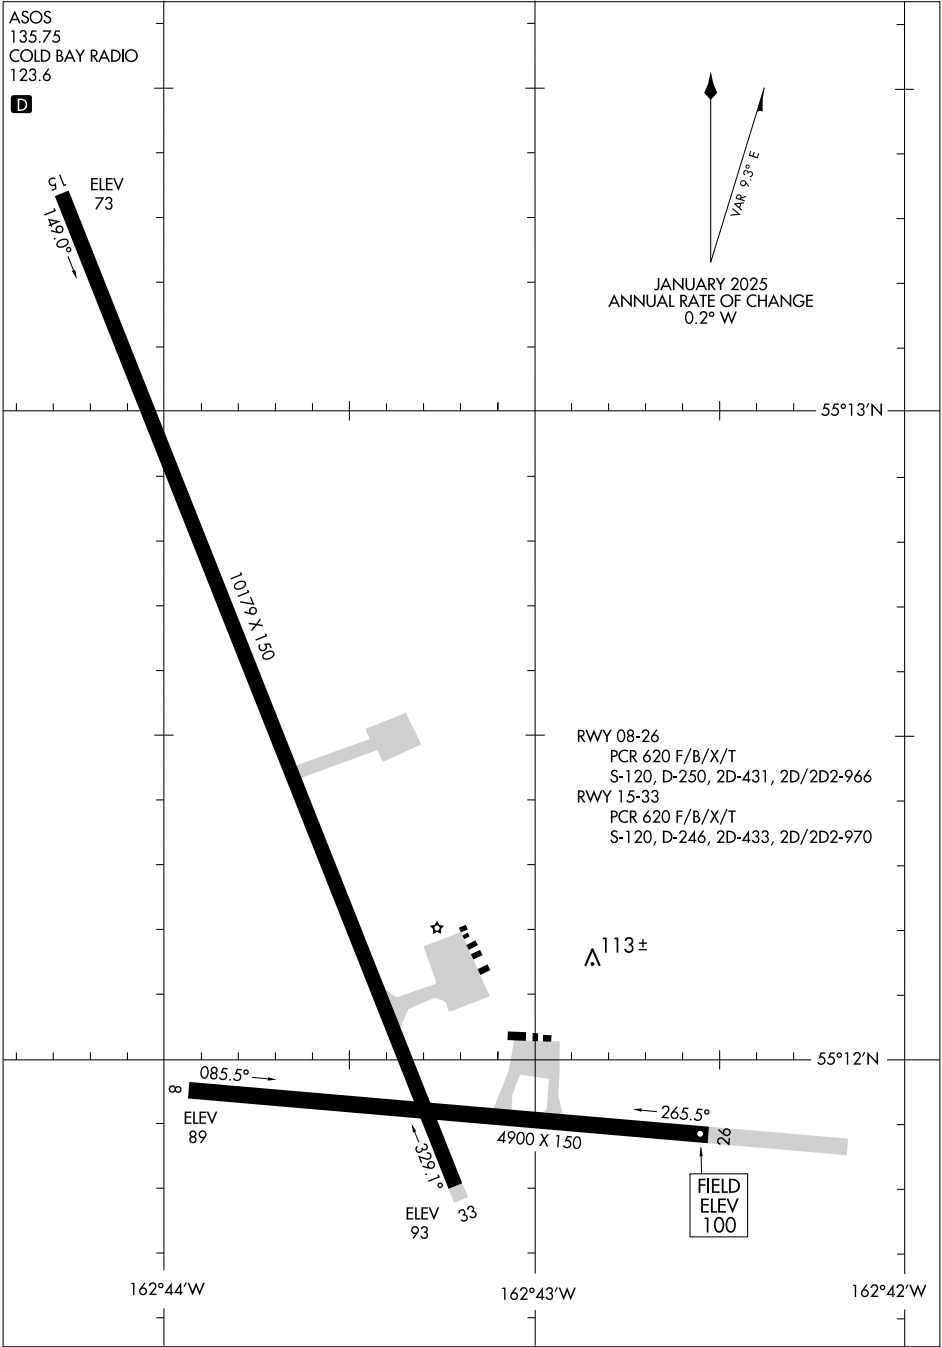 ASOS
135.75
COLD BAY RADIO
123.6
D
VAR 9.3° E
JANUARY 2025
ANNUAL RATE OF CHANGE
0.2° W
15
ELEV
73
149.0°
55°13'N
10179 X 150
RWY 08-26
PCR 620 F/B/X/T
S-120, D-250, 2D-431, 2D/2D2-966
RWY 15-33
PCR 620 F/B/X/T
S-120, D-246, 2D-433, 2D/2D2-970
113 ±
55°12'N
8
085.5°
ELEV
89
265.5°
26
4900 X 150
329.1°
33
ELEV
93
FIELD
ELEV
100
162°44'W
162°43'W
162°42'W